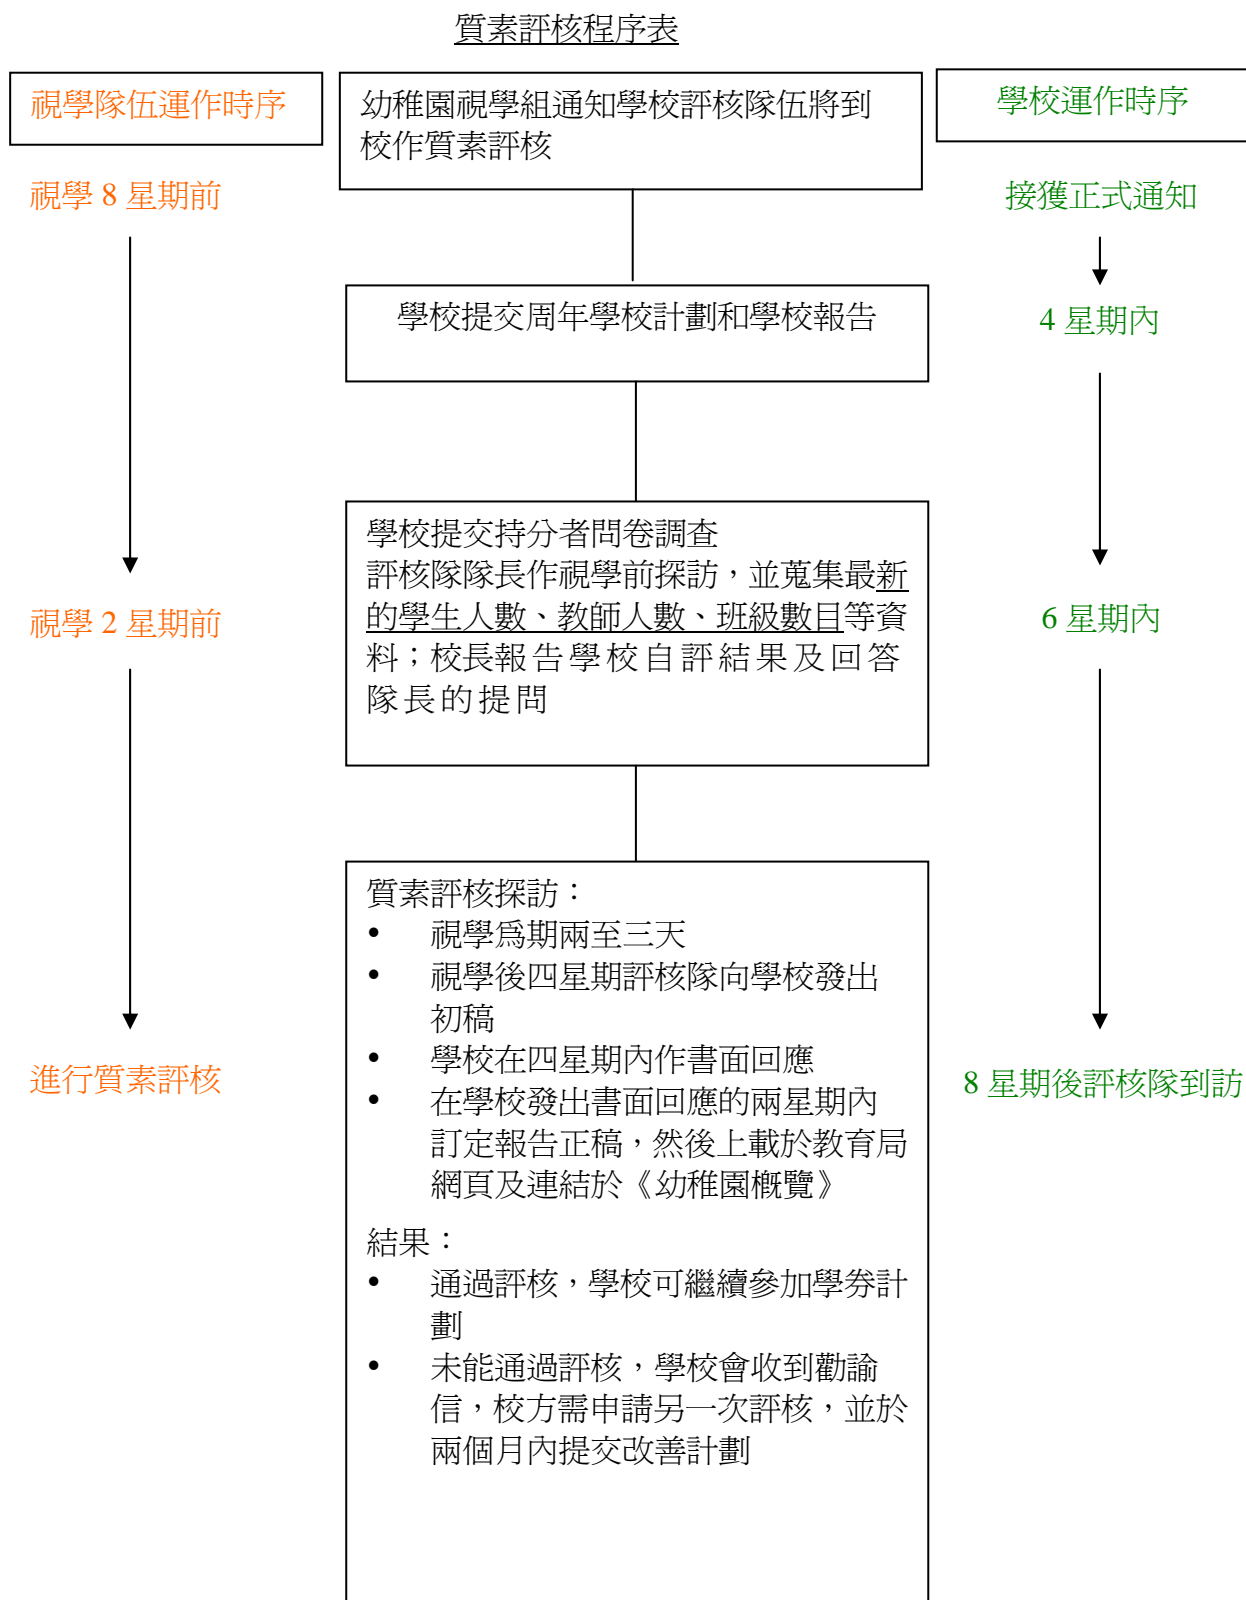 質素評核程序表
視學隊伍運作時序
視學 8 星期前
視學 2 星期前
進行質素評核
幼稚園視學組通知學校評核隊伍將到
校作質素評核
學校提交周年學校計劃和學校報告
學校提交持分者問卷調查
評核隊隊長作視學前探訪，並蒐集最新
的學生人數、教師人數、班級數目等資
料；校長報告學校自評結果及回答
隊長的提問
質素評核探訪：
• 視學為期兩至三天
• 視學後四星期評核隊向學校發出
初稿
• 學校在四星期內作書面回應
• 在學校發出書面回應的兩星期內
訂定報告正稿，然後上載於教育局
網頁及連結於《幼稚園概覽》
結果：
• 通過評核，學校可繼續參加學券計
劃
• 未能通過評核，學校會收到勸諭
信，校方需申請另一次評核，並於
兩個月內提交改善計劃
學校運作時序
接獲正式通知
4 星期內
6 星期內
8 星期後評核隊到訪